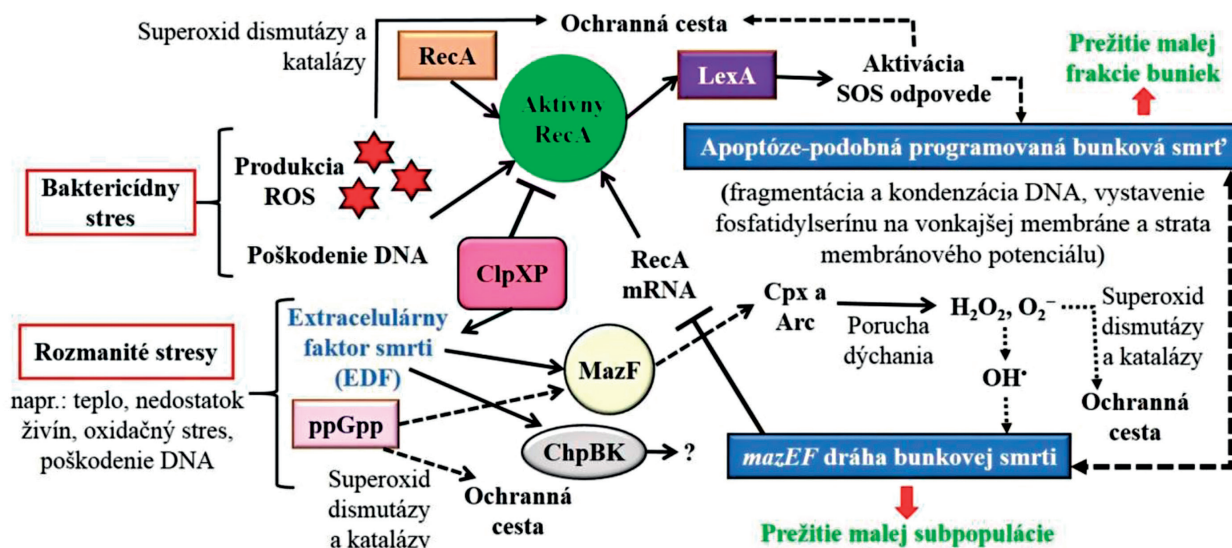 Superoxid dismutázy a
katalázy
Ochranná cesta
RecA
Aktívny
RecA
LexA
Aktivácia
SOS odpovede
Prežitie malej
frakcie buniek
Baktericídny
stres
Produkcia
ROS
Poškodenie DNA
Apoptóze-podobná programovaná bunková smrť
(fragmentácia a kondenzácia DNA, vystavenie
fosfatidylserínu na vonkajšej membráne a strata
membránového potenciálu)
ClpXP
RecA
mRNA
Rozmanité stresy
napr.: teplo, nedostatok
živín, oxidačný stres,
poškodenie DNA
Extracelulárny
faktor smrti
(EDF)
MazF
Cpx a
Arc
Porucha
dýchania
H₂O₂, O₂⁻
Superoxid
dismutázy
a katalázy
OH•
Ochranná
cesta
ppGpp
ChpBK
?
Superoxid
dismutázy
a katalázy
Ochranná
cesta
mazEF dráha bunkovej smrti
Prežitie malej subpopulácie